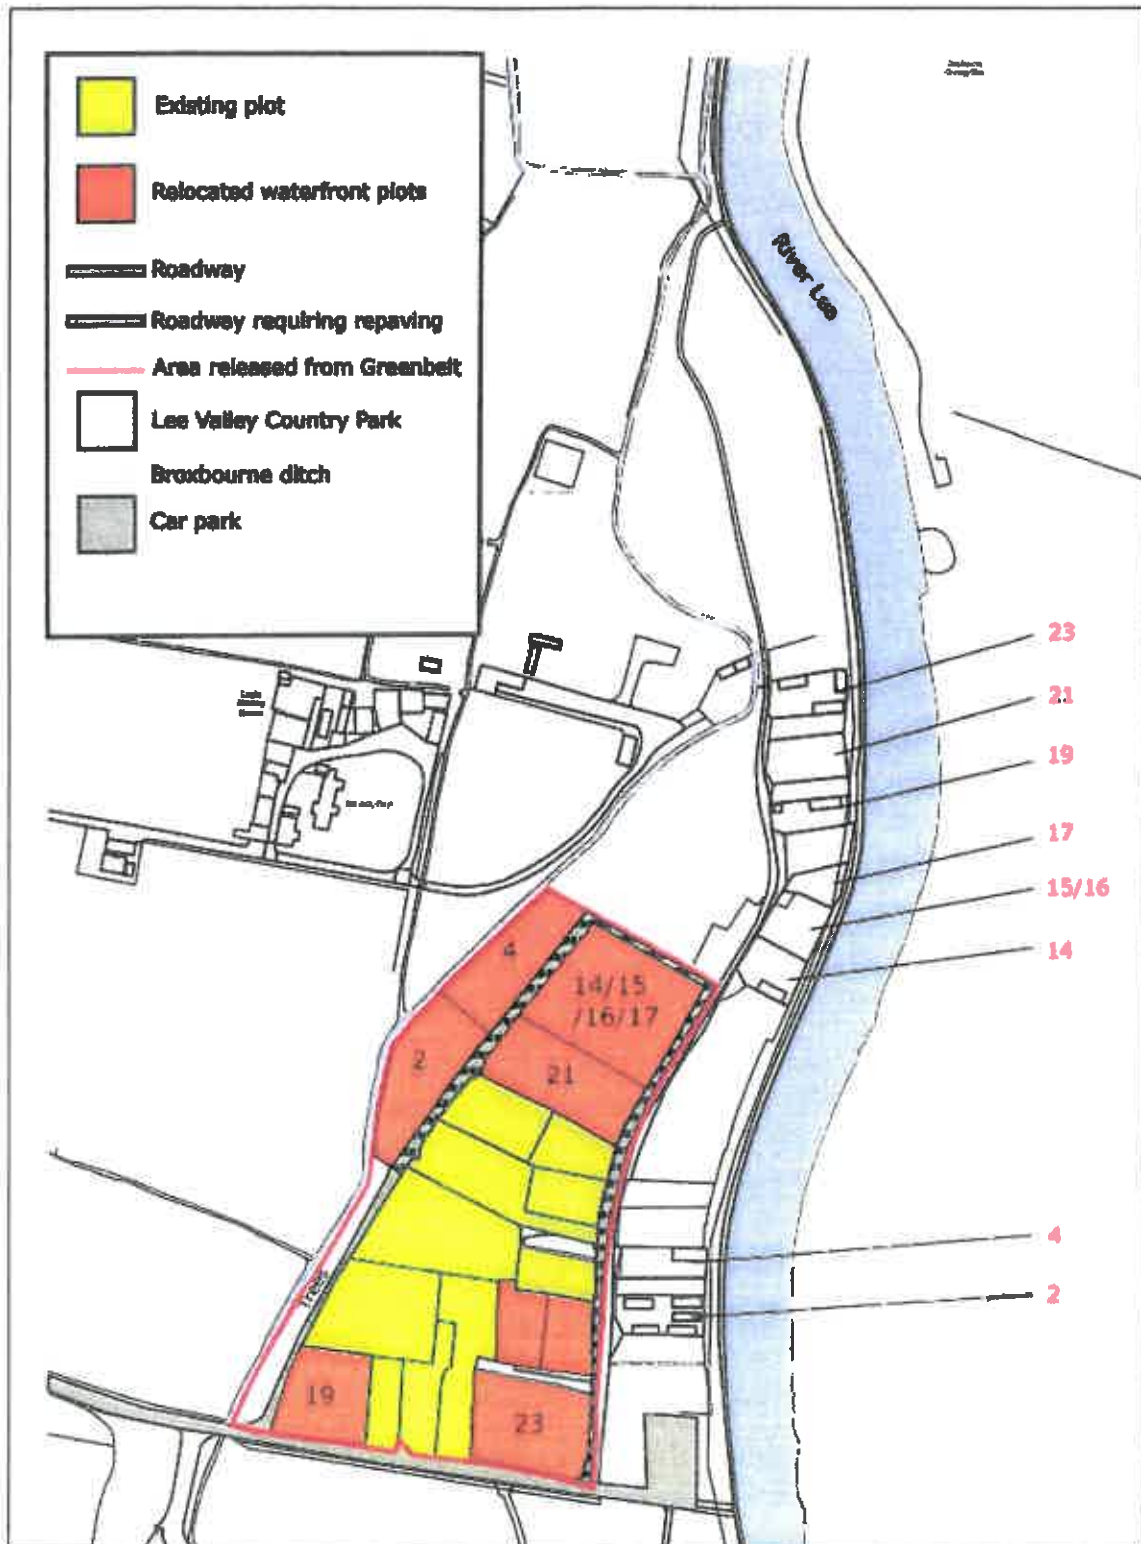 Existing plot
Relocated waterfront plots
Roadway
Roadway requiring repaving
Area released from Greenbelt
Lee Valley Country Park
Broxbourne ditch
Car park
River Lee
23
21
19
17
15/16
14
4
2
4
14/15
/16/17
2
21
Trees
19
23